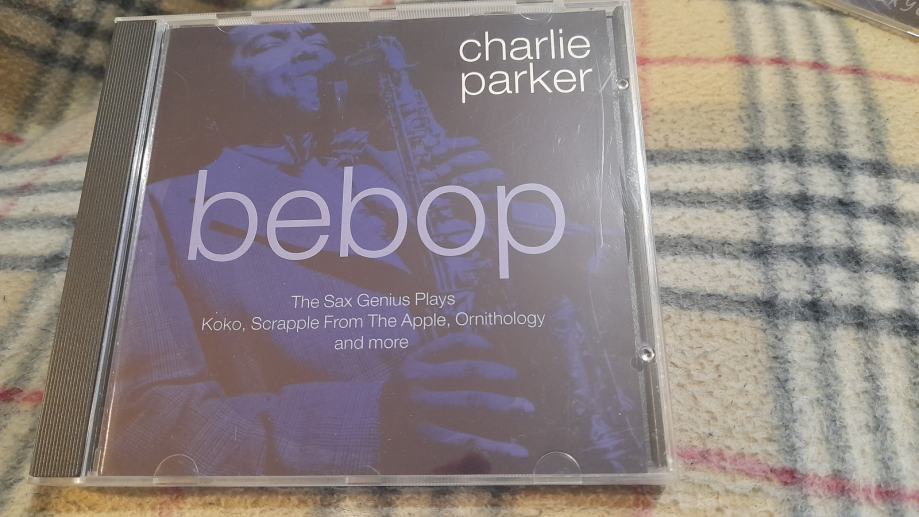 charlie
parker
bebop
The Sax Genius Plays
Koko, Scrapple From The Apple, Ornithology
and more